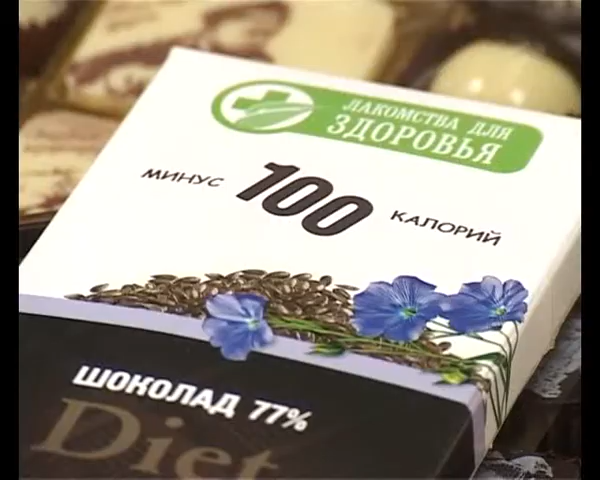 ЛАКОМСТВА ДЛЯ
ЗДОРОВЬЯ
МИНУС 100 КАЛОРИЙ
ШОКОЛАД 77%
Diet